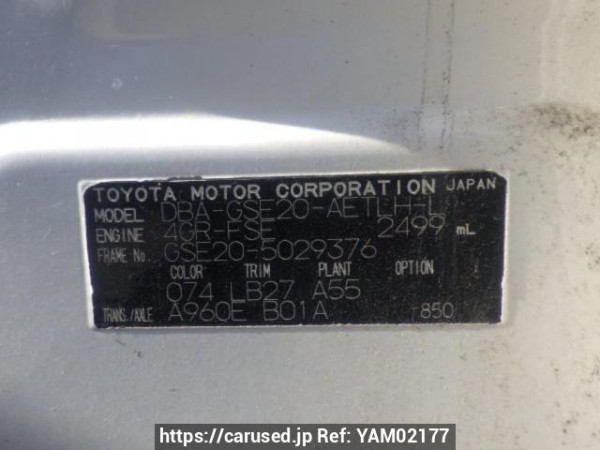 TOYOTA MOTOR CORPORATION JAPAN
MODEL DBA-GSE20-AETLH-L
ENGINE 4GR-FSE 2499 mL
FRAME No. GSE20-5029376
COLOR TRIM PLANT OPTION
074 LB27 A55
TRANS./AXLE A960E B01A 850
https://carused.jp Ref: YAM02177